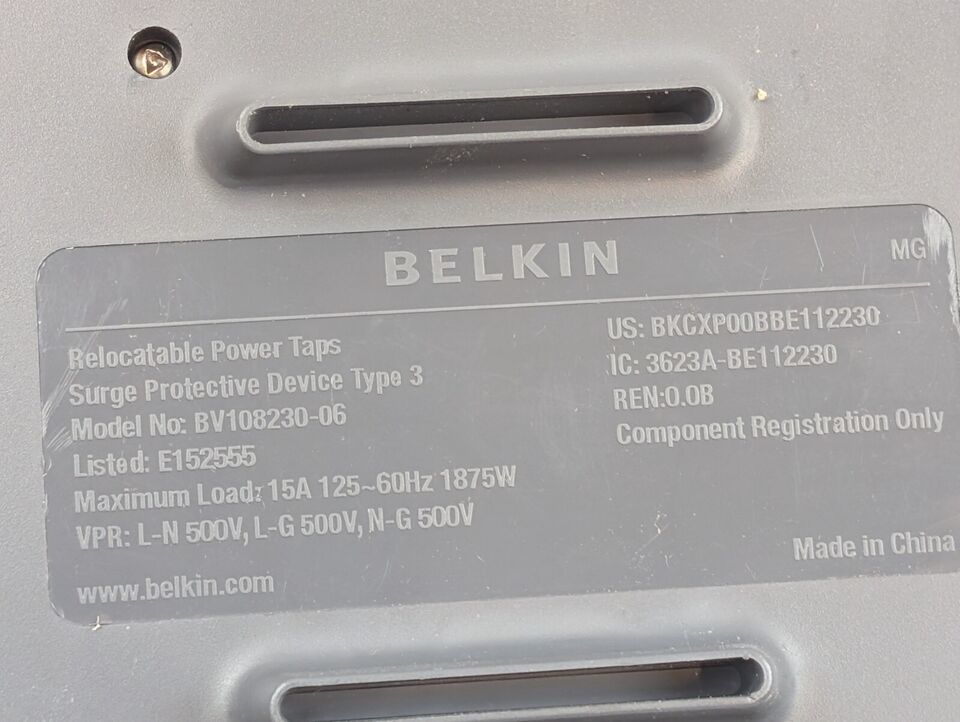 BELKIN
MG
Relocatable Power Taps
Surge Protective Device Type 3
Model No: BV108230-06
Listed: E152555
Maximum Load: 15A 125~60Hz 1875W
VPR: L-N 500V, L-G 500V, N-G 500V
www.belkin.com
US: BKCXP00BBE112230
IC: 3623A-BE112230
REN:0.0B
Component Registration Only
Made in China